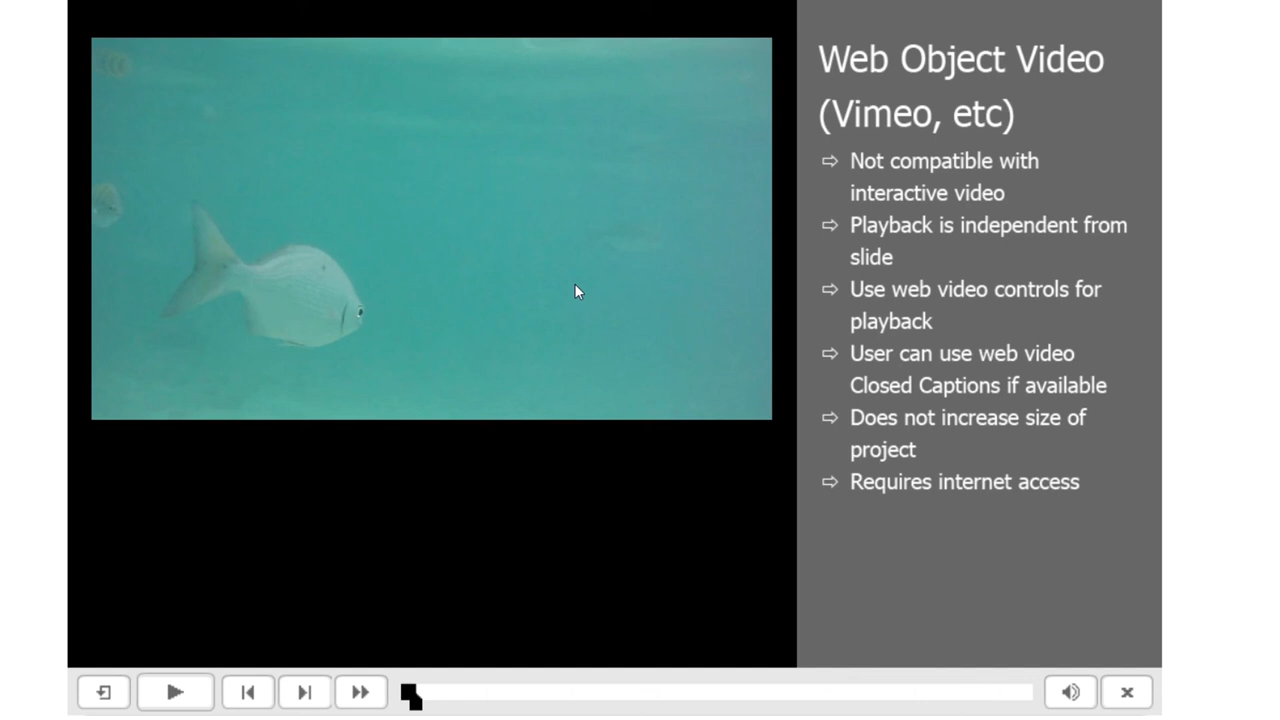 Web Object Video
(Vimeo, etc)
⇨ Not compatible with
interactive video
⇨ Playback is independent from
slide
⇨ Use web video controls for
playback
⇨ User can use web video
Closed Captions if available
⇨ Does not increase size of
project
⇨ Requires internet access